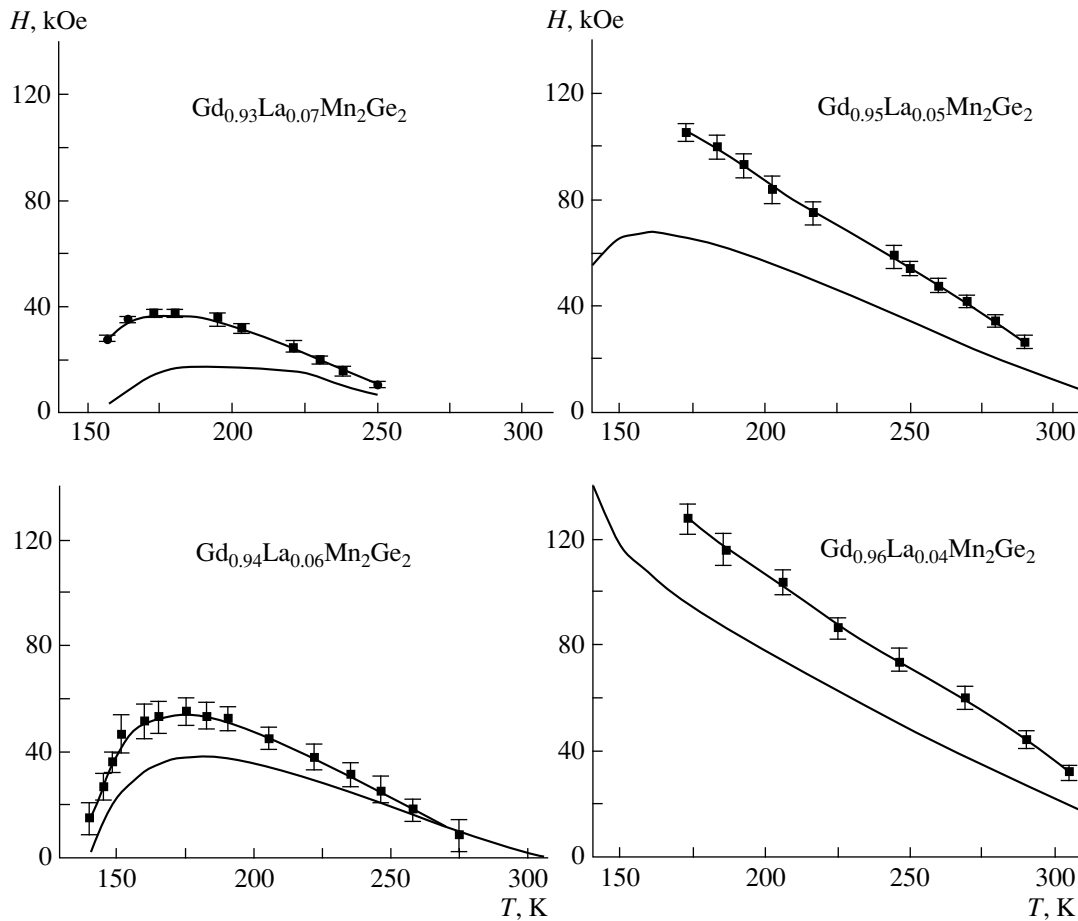 H, kOe
H, kOe
120
80
40
0
Gd0.93La0.07Mn2Ge2
150 200 250 300
120
80
40
0
Gd0.95La0.05Mn2Ge2
150 200 250 300
120
80
40
0
Gd0.94La0.06Mn2Ge2
150 200 250 300
T, K
120
80
40
0
Gd0.96La0.04Mn2Ge2
150 200 250 300
T, K